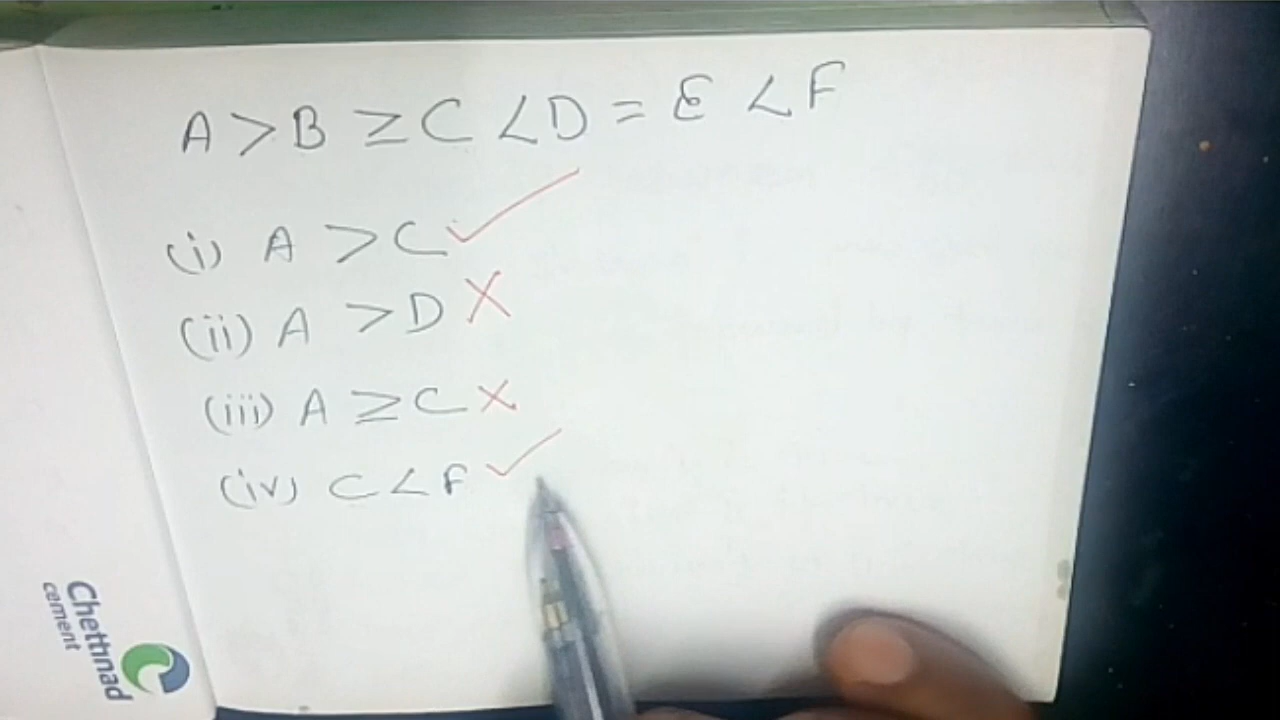 A > B ≥ C < D = E < F
(i) A > C ✓
(ii) A > D X
(iii) A ≥ C X
(iv) C < F ✓
Chettinad
cement